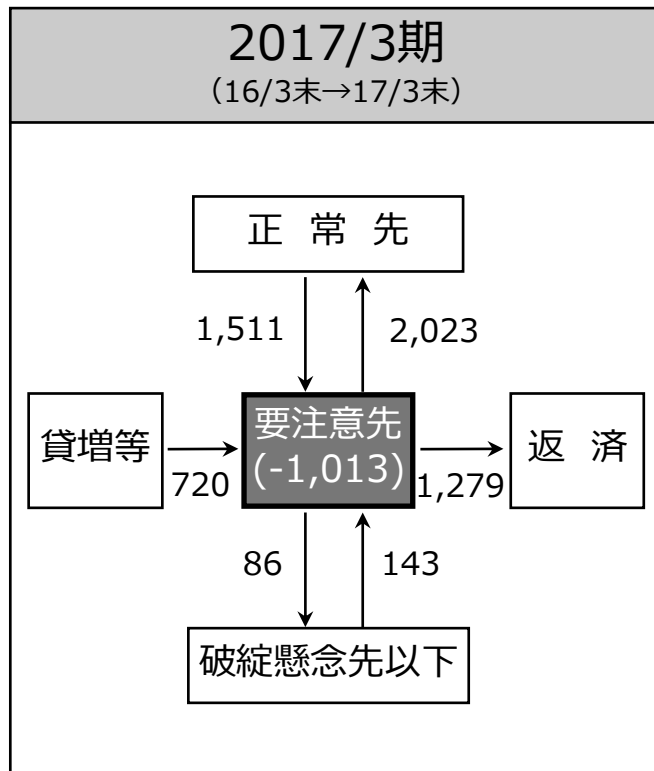 2017/3期
（16/3末→17/3末）
正 常 先
1,511
2,023
貸増等
720
要注意先
(-1,013)
1,279
返 済
86
143
破綻懸念先以下